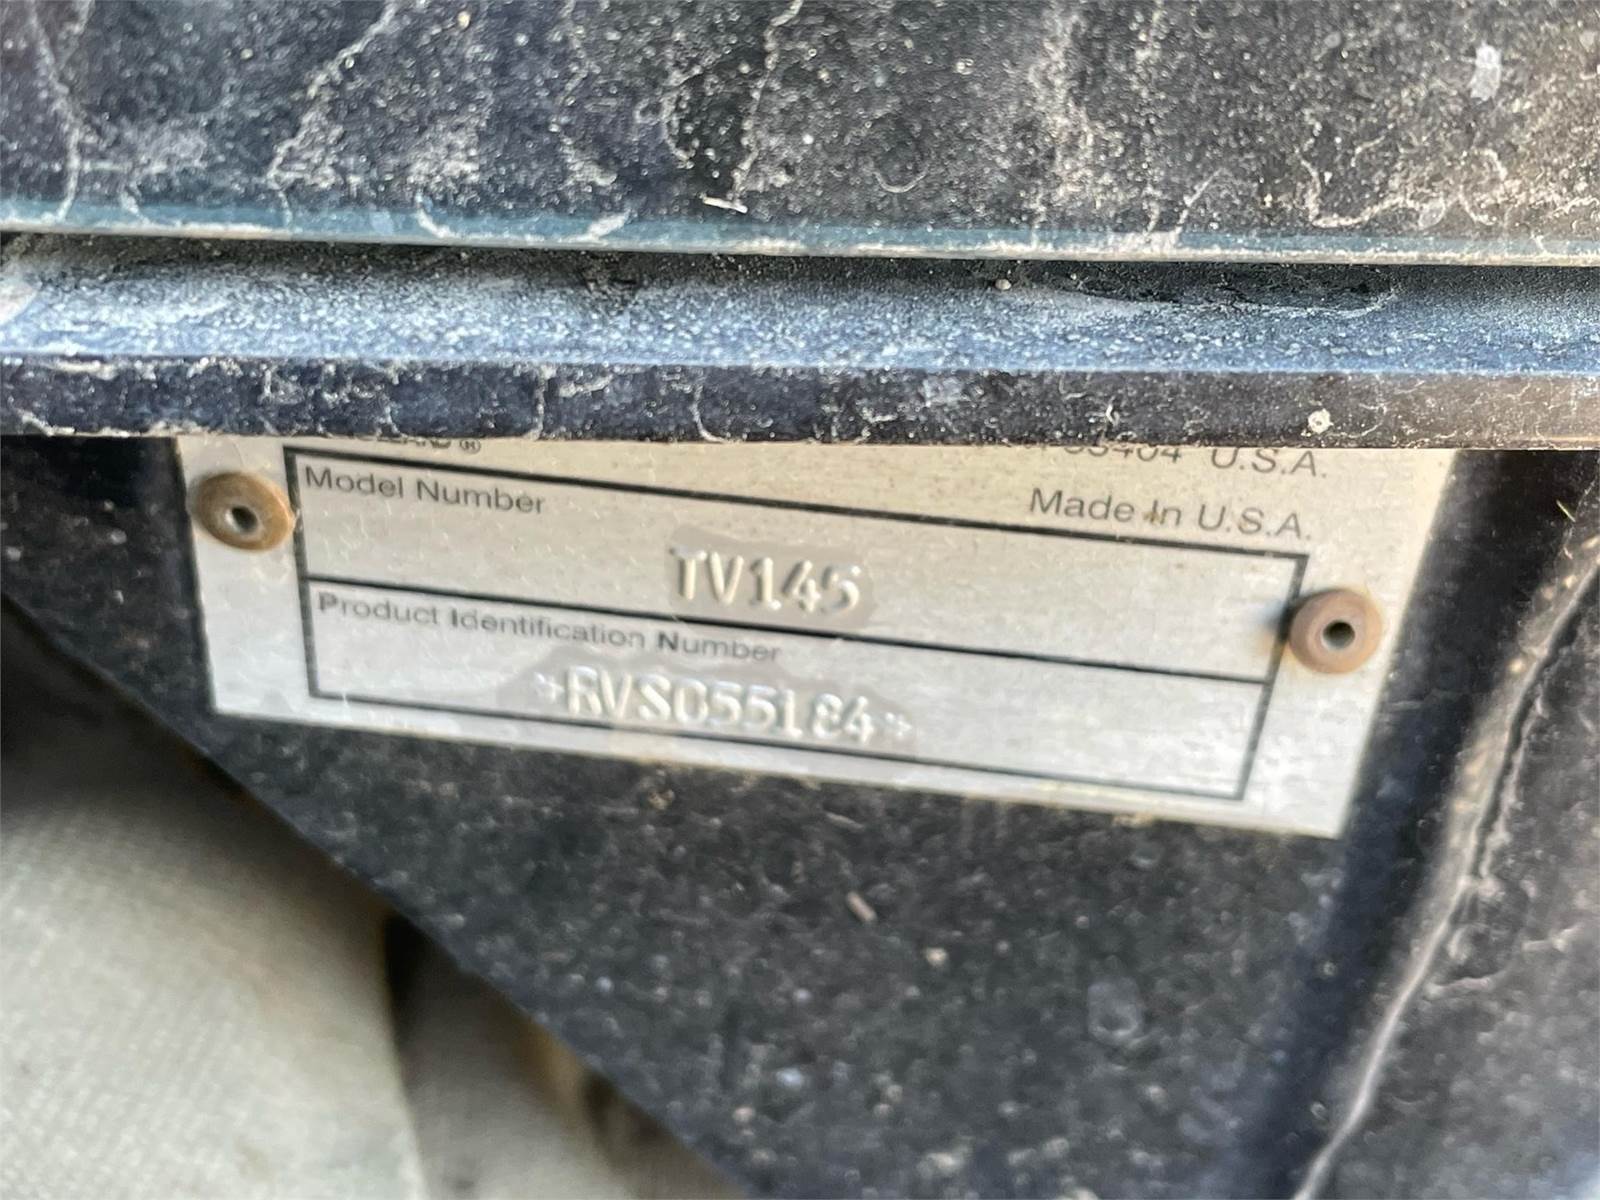 U.S.A.
Model Number
Made In U.S.A.
TV145
Product Identification Number
*RVS055184*